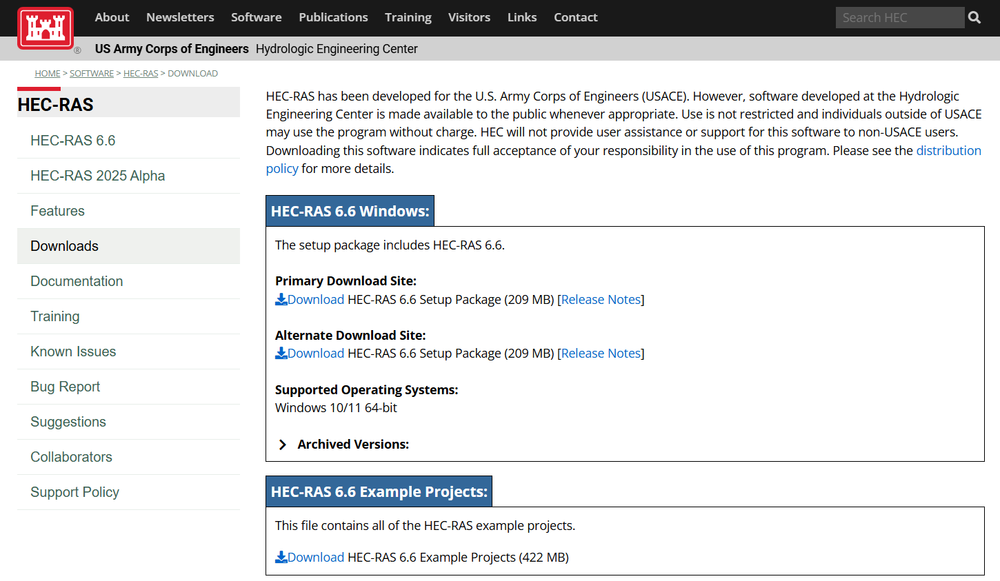 About Newsletters Software Publications Training Visitors Links Contact Search HEC
®
US Army Corps of Engineers Hydrologic Engineering Center
HOME > SOFTWARE > HEC-RAS > DOWNLOAD
HEC-RAS
HEC-RAS 6.6
HEC-RAS 2025 Alpha
Features
Downloads
Documentation
Training
Known Issues
Bug Report
Suggestions
Collaborators
Support Policy
HEC-RAS has been developed for the U.S. Army Corps of Engineers (USACE). However, software developed at the Hydrologic
Engineering Center is made available to the public whenever appropriate. Use is not restricted and individuals outside of USACE
may use the program without charge. HEC will not provide user assistance or support for this software to non-USACE users.
Downloading this software indicates full acceptance of your responsibility in the use of this program. Please see the distribution
policy for more details.
HEC-RAS 6.6 Windows:
The setup package includes HEC-RAS 6.6.
Primary Download Site:
Download HEC-RAS 6.6 Setup Package (209 MB) [Release Notes]
Alternate Download Site:
Download HEC-RAS 6.6 Setup Package (209 MB) [Release Notes]
Supported Operating Systems:
Windows 10/11 64-bit
Archived Versions:
HEC-RAS 6.6 Example Projects:
This file contains all of the HEC-RAS example projects.
Download HEC-RAS 6.6 Example Projects (422 MB)